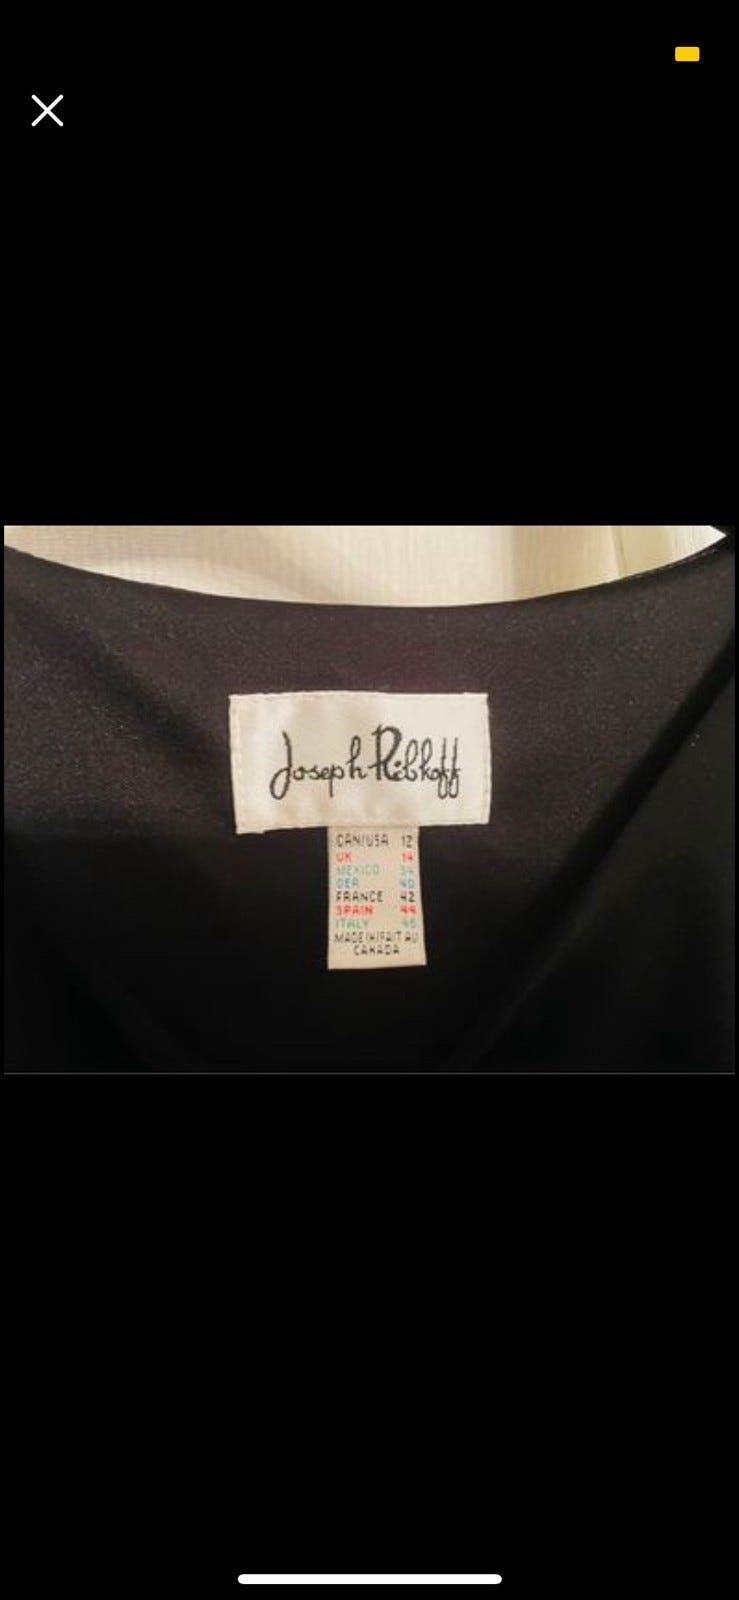 Joseph Ribkoff
CAN/USA 12
UK 14
MEXICO 34
DER 40
FRANCE 42
SPAIN 44
ITALY 46
MADE IN/FAIT AU
CANADA